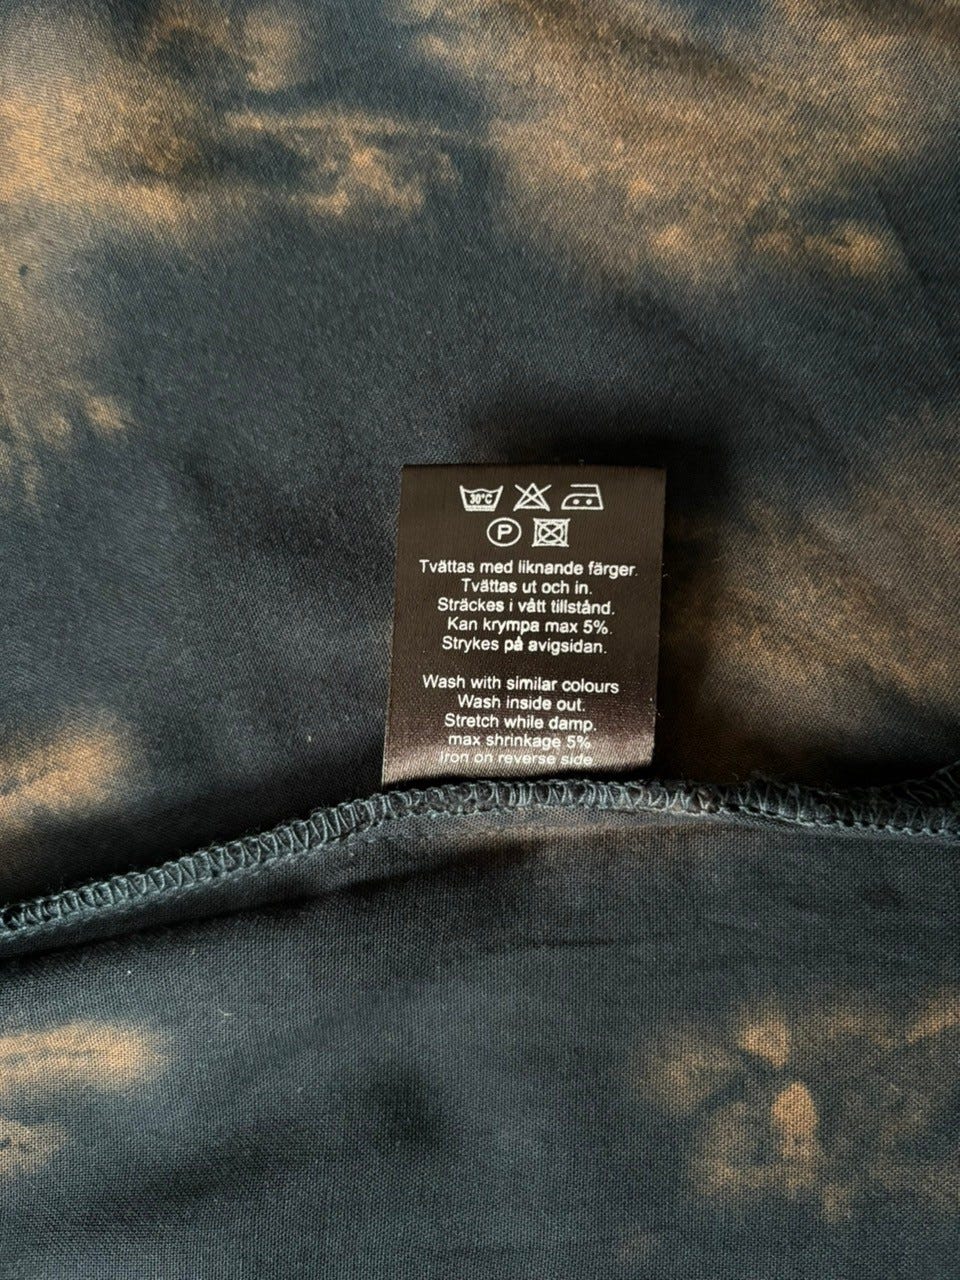 30°C
P
Tvättas med liknande färger.
Tvättas ut och in.
Sträckes i vått tillstånd.
Kan krympa max 5%.
Strykes på avigsidan.
Wash with similar colours
Wash inside out.
Stretch while damp.
max shrinkage 5%
Iron on reverse side